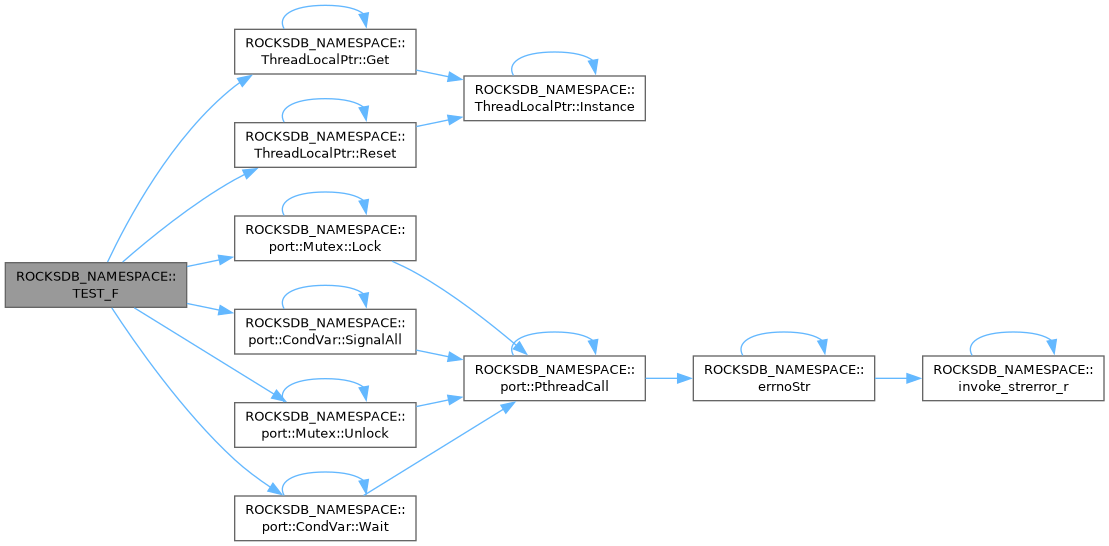 ROCKSDB_NAMESPACE::
TEST_F
ROCKSDB_NAMESPACE::
ThreadLocalPtr::Get
ROCKSDB_NAMESPACE::
ThreadLocalPtr::Instance
ROCKSDB_NAMESPACE::
ThreadLocalPtr::Reset
ROCKSDB_NAMESPACE::
port::Mutex::Lock
ROCKSDB_NAMESPACE::
port::CondVar::SignalAll
ROCKSDB_NAMESPACE::
port::Mutex::Unlock
ROCKSDB_NAMESPACE::
port::CondVar::Wait
ROCKSDB_NAMESPACE::
port::PthreadCall
ROCKSDB_NAMESPACE::
errnoStr
ROCKSDB_NAMESPACE::
invoke_strerror_r